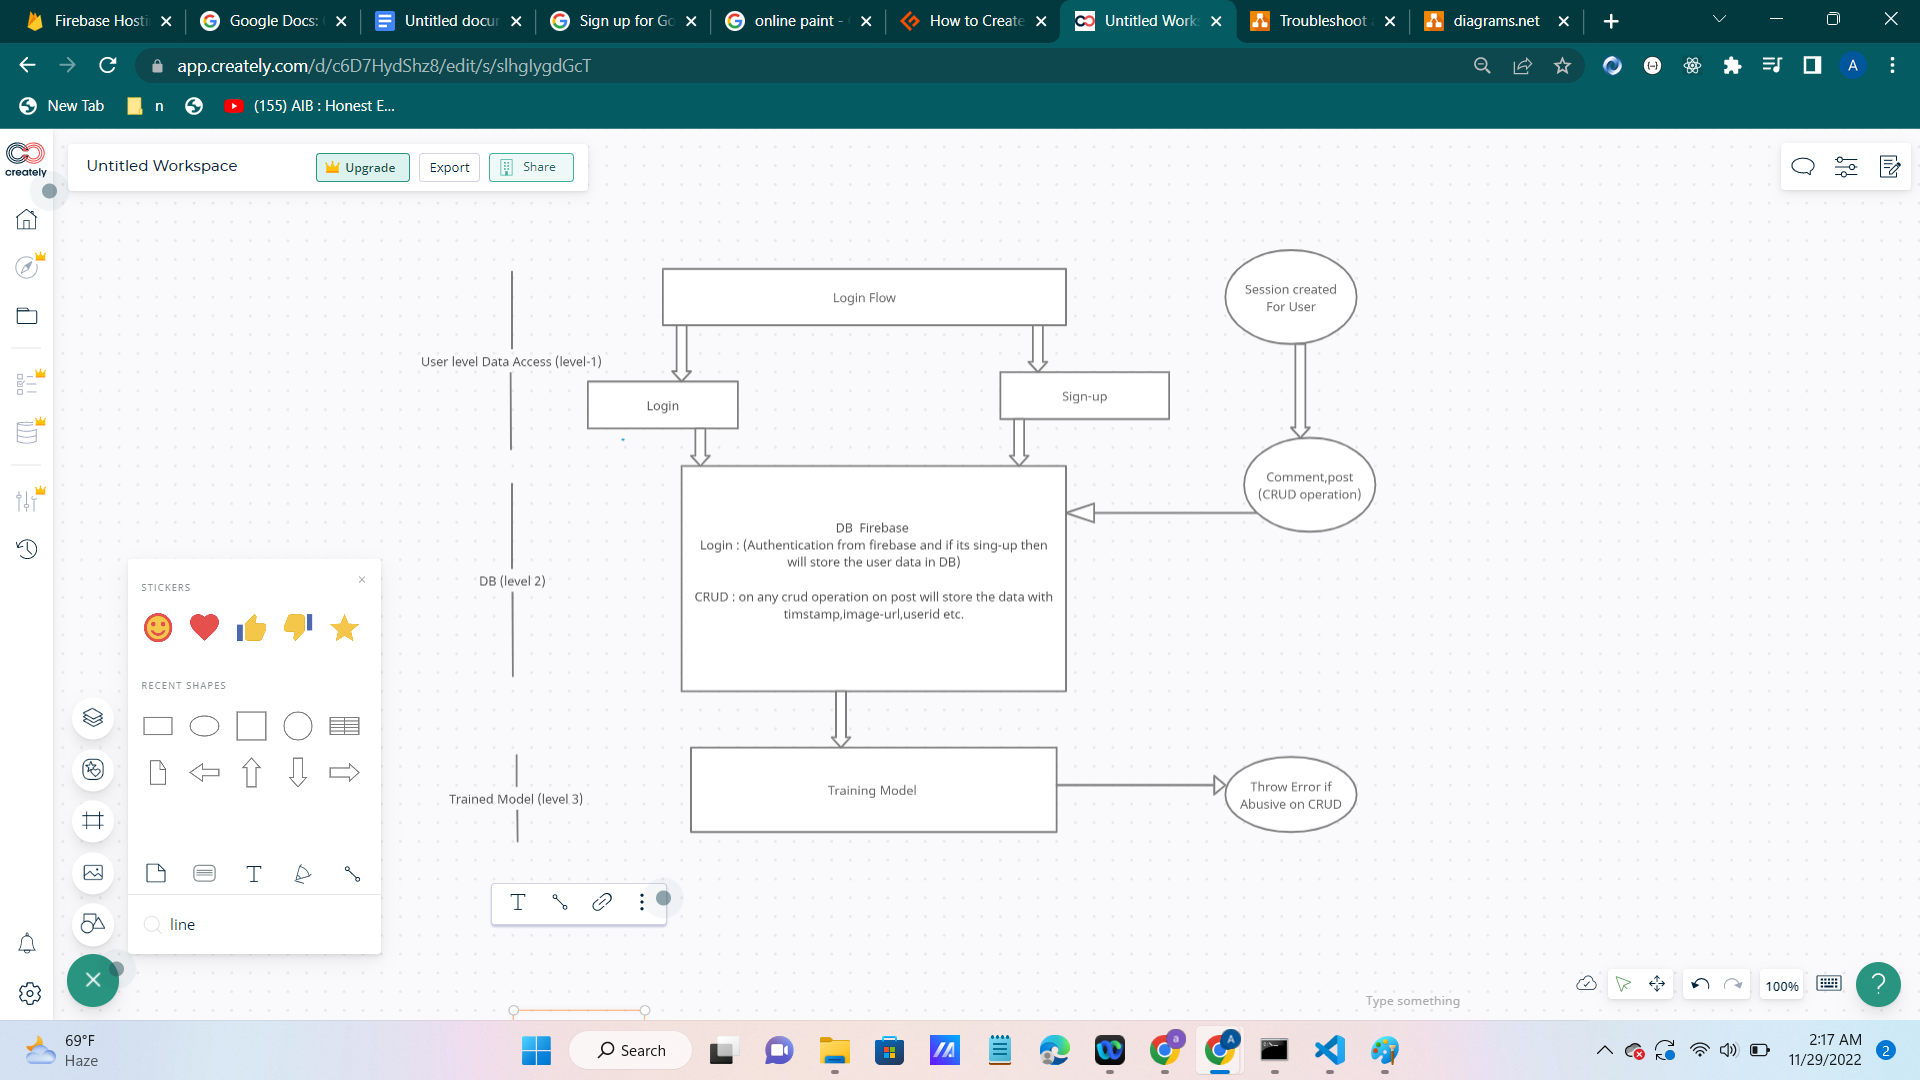 Firebase Hosti
Google Docs:
Untitled docur
Sign up for Go
online paint -
How to Create
Untitled Work
Troubleshoot
diagrams.net
app.creately.com/d/c6D7HydShz8/edit/s/slhglygdGcT
A
New Tab
n
(155) AIB : Honest E...
creately
Untitled Workspace
Upgrade
Export
Share
Login Flow
Session created
For User
User level Data Access (level-1)
Login
Sign-up
Comment,post
(CRUD operation)
DB Firebase
Login : (Authentication from firebase and if its sing-up then
will store the user data in DB)
CRUD : on any crud operation on post will store the data with
timstamp,image-url,userid etc.
DB (level 2)
STICKERS
RECENT SHAPES
Training Model
Trained Model (level 3)
Throw Error if
Abusive on CRUD
T
T
line
Type something
100%
?
69°F
Haze
Search
a
A
2:17 AM
11/29/2022
2